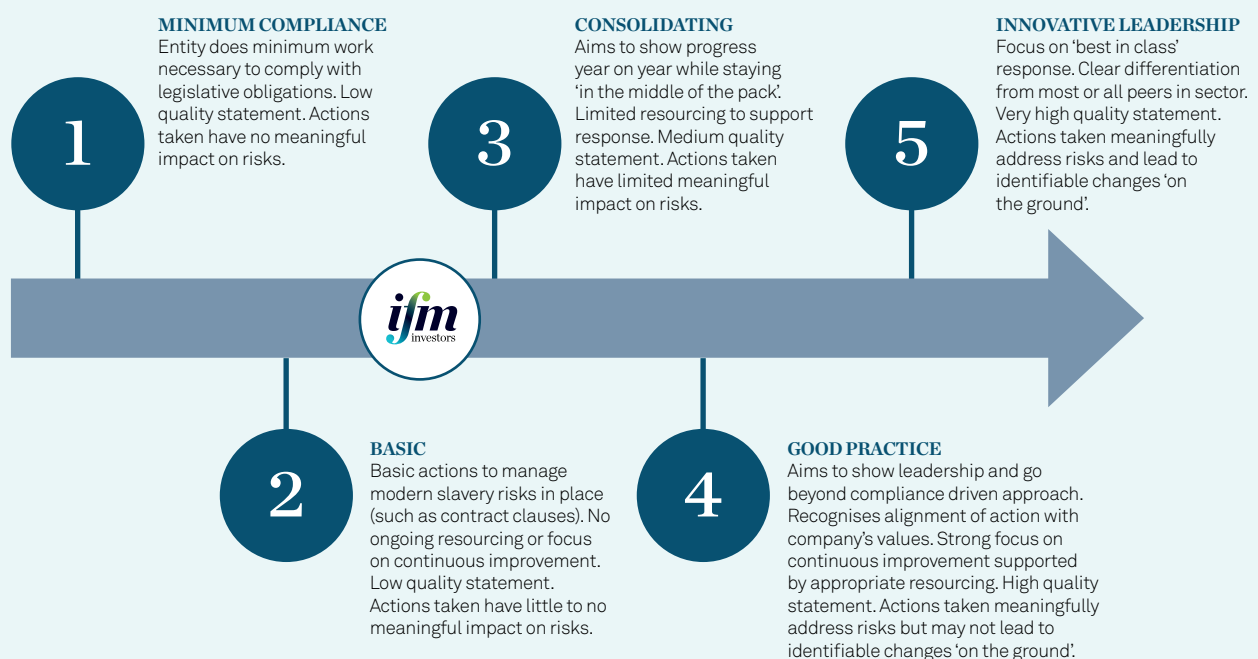 1
MINIMUM COMPLIANCE
Entity does minimum work
necessary to comply with
legislative obligations. Low
quality statement. Actions
taken have no meaningful
impact on risks.
3
CONSOLIDATING
Aims to show progress
year on year while staying
‘in the middle of the pack’.
Limited resourcing to support
response. Medium quality
statement. Actions taken
have limited meaningful
impact on risks.
5
INNOVATIVE LEADERSHIP
Focus on ‘best in class’
response. Clear differentiation
from most or all peers in sector.
Very high quality statement.
Actions taken meaningfully
address risks and lead to
identifiable changes ‘on
the ground’.
ifm
investors
2
BASIC
Basic actions to manage
modern slavery risks in place
(such as contract clauses). No
ongoing resourcing or focus
on continuous improvement.
Low quality statement.
Actions taken have little to no
meaningful impact on risks.
4
GOOD PRACTICE
Aims to show leadership and go
beyond compliance driven approach.
Recognises alignment of action with
company’s values. Strong focus on
continuous improvement supported
by appropriate resourcing. High quality
statement. Actions taken meaningfully
address risks but may not lead to
identifiable changes ‘on the ground’.